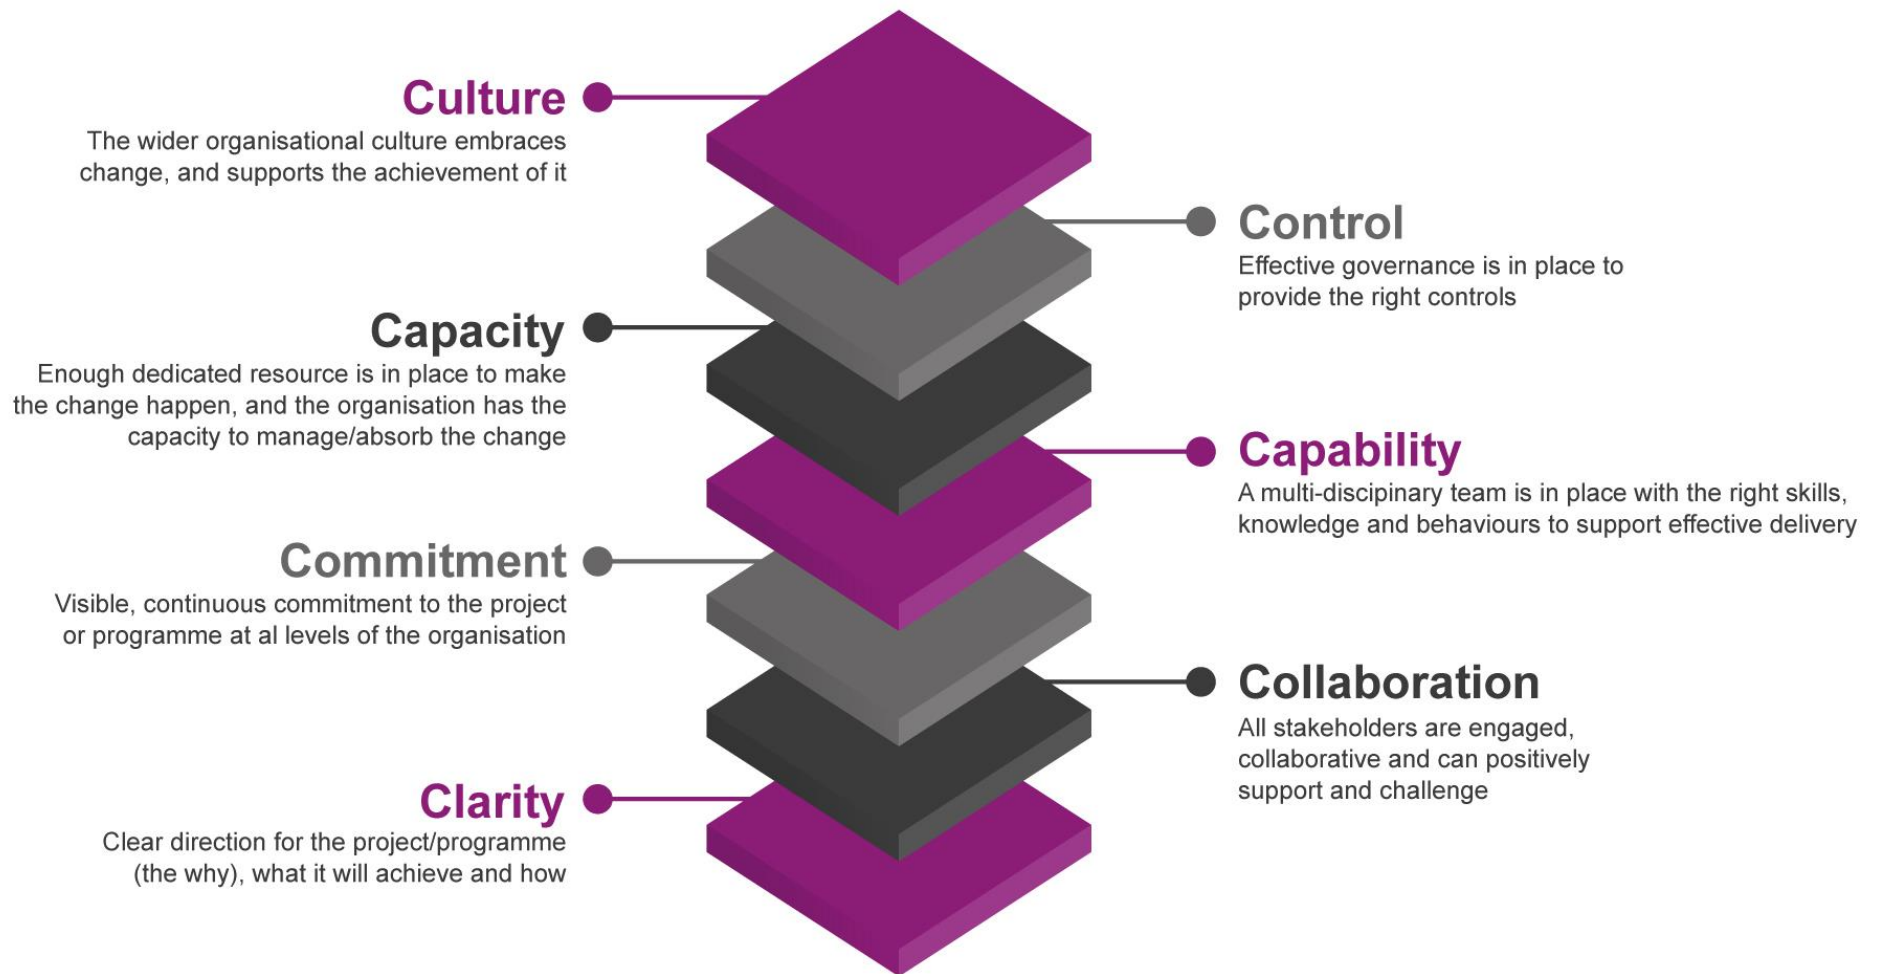 Culture
The wider organisational culture embraces
change, and supports the achievement of it
Control
Effective governance is in place to
provide the right controls
Capacity
Enough dedicated resource is in place to make
the change happen, and the organisation has the
capacity to manage/absorb the change
Capability
A multi-discipinary team is in place with the right skills,
knowledge and behaviours to support effective delivery
Commitment
Visible, continuous commitment to the project
or programme at al levels of the organisation
Collaboration
All stakeholders are engaged,
collaborative and can positively
support and challenge
Clarity
Clear direction for the project/programme
(the why), what it will achieve and how